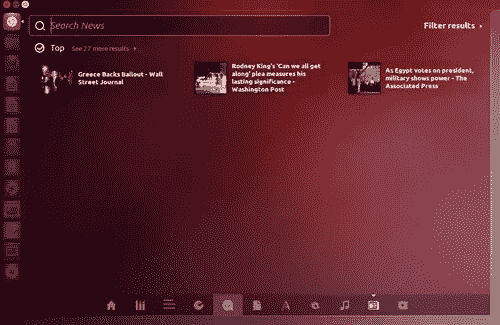 Search News
Filter results
Top
See 27 more results
Greece Backs Bailout - Wall
Street Journal
Rodney King's 'Can we all get
along' plea measures his
lasting significance -
Washington Post
As Egypt votes on president,
military shows power - The
Associated Press